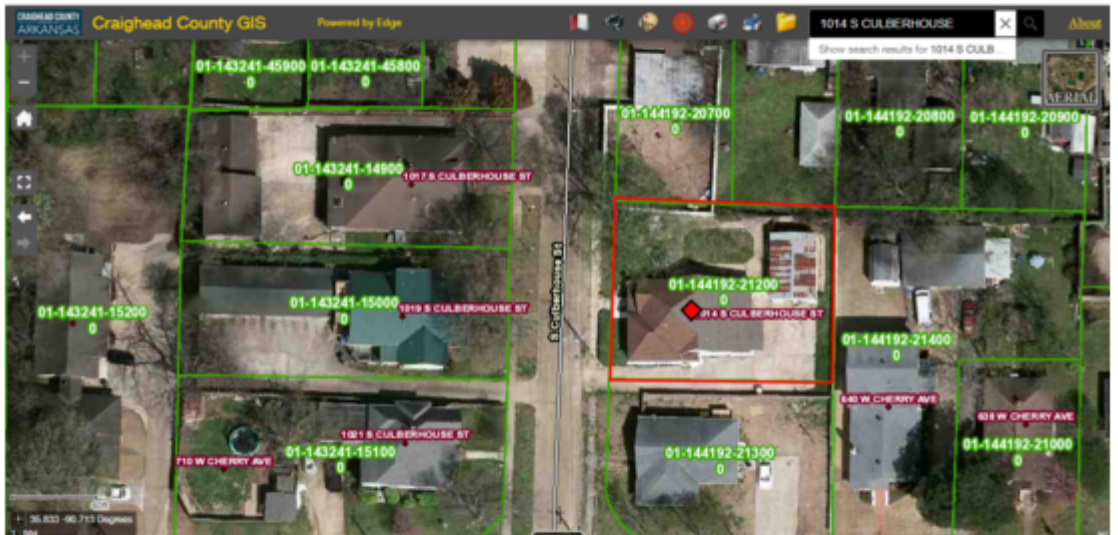 CRAIGHEAD COUNTY
ARKANSAS
Craighead County GIS
Powered by Edge
1014 S CULBERHOUSE
About
Show search results for 1014 S CULB...
AERIAL
01-143241-45900
0
01-143241-45800
0
01-144192-20700
0
01-144192-20800
0
01-144192-20900
0
01-143241-14900
0
1017 S CULBERHOUSE ST
S Culberhouse St
01-144192-21200
0
014 S CULBERHOUSE ST
01-143241-15200
0
01-143241-15000
0
1019 S CULBERHOUSE ST
01-144192-21400
0
640 W CHERRY AVE
638 W CHERRY AVE
01-144192-21000
0
1021 S CULBERHOUSE ST
01-143241-15100
0
710 W CHERRY AVE
01-144192-21300
0
35.833 -90.713 Degrees